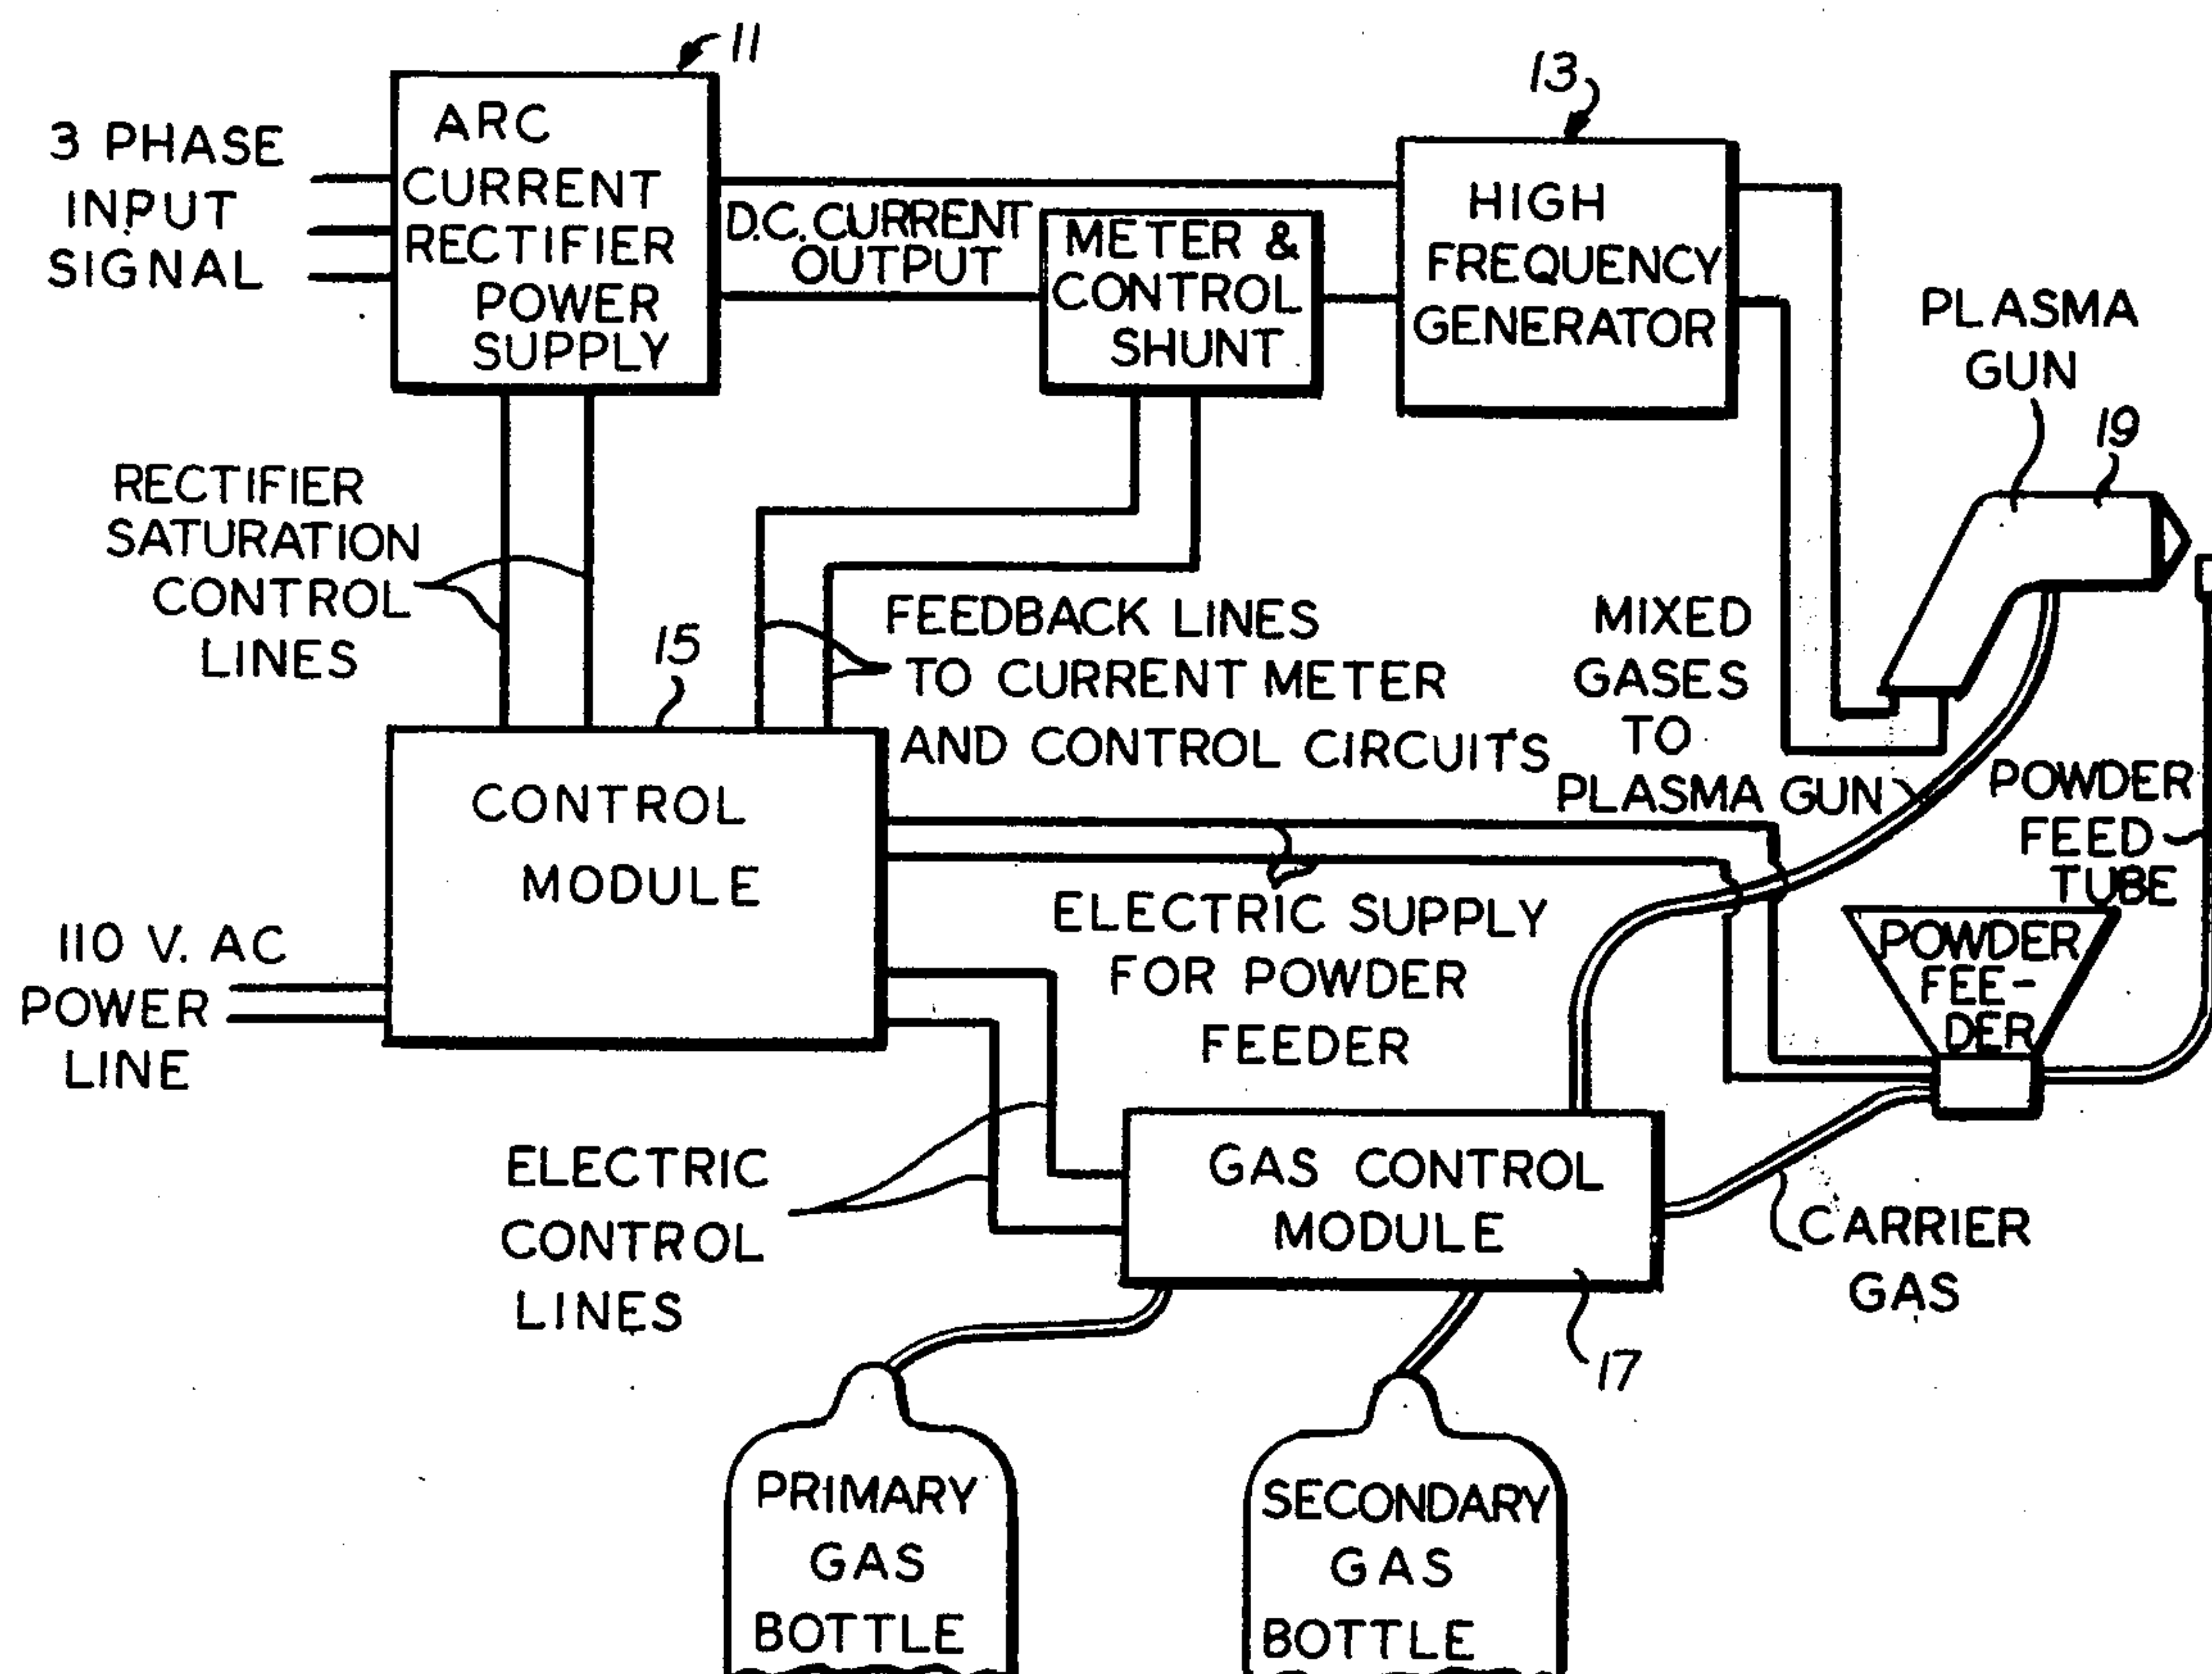 11
13
3 PHASE
INPUT
SIGNAL
ARC
CURRENT
RECTIFIER
POWER
SUPPLY
D.C. CURRENT
OUTPUT
METER &
CONTROL
SHUNT
HIGH
FREQUENCY
GENERATOR
PLASMA
GUN
19
RECTIFIER
SATURATION
CONTROL
LINES
15
FEEDBACK LINES
TO CURRENT METER
AND CONTROL CIRCUITS
MIXED
GASES
TO
PLASMA GUN
POWDER
FEED
TUBE
CONTROL
MODULE
ELECTRIC SUPPLY
FOR POWDER
FEEDER
POWDER
FEE-
DER
110 V. AC
POWER
LINE
ELECTRIC
CONTROL
LINES
GAS CONTROL
MODULE
CARRIER
GAS
17
PRIMARY
GAS
BOTTLE
SECONDARY
GAS
BOTTLE